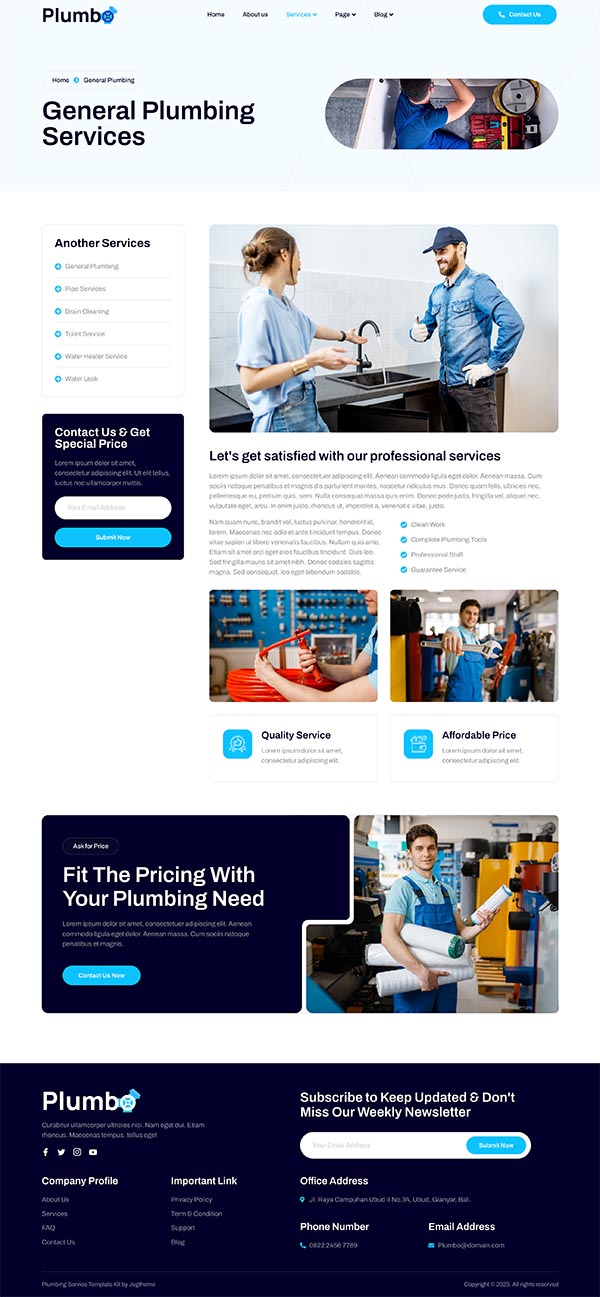 Plumbo
Home About us Services Page Blog Contact Us
Home General Plumbing
General Plumbing
Services
Another Services
General Plumbing
Pipe Services
Drain Cleaning
Toilet Service
Water Heater Service
Water Leak
Contact Us & Get
Special Price
Lorem ipsum dolor sit amet,
consectetur adipiscing elit. Ut elit tellus,
luctus nec ullamcorper mattis.
Your Email Address
Submit Now
Let's get satisfied with our professional services
Lorem ipsum dolor sit amet, consectetuer adipiscing elit. Aenean commodo ligula eget dolor. Aenean massa. Cum
sociis natoque penatibus et magnis dis parturient montes, nascetur ridiculus mus. Donec quam felis, ultricies nec,
pellentesque eu, pretium quis, sem. Nulla consequat massa quis enim. Donec pede justo, fringilla vel, aliquet nec,
vulputate eget, arcu. In enim justo, rhoncus ut, imperdiet a, venenatis vitae, justo.
Nam quam nunc, blandit vel, luctus pulvinar, hendrerit id,
lorem. Maecenas nec odio et ante tincidunt tempus. Donec
vitae sapien ut libero venenatis faucibus. Nullam quis ante.
Etiam sit amet orci eget eros faucibus tincidunt. Duis leo.
Sed fringilla mauris sit amet nibh. Donec sodales sagittis
magna. Sed consequat, leo eget bibendum sodales.
Clean Work
Complete Plumbing Tools
Professional Staff
Guarantee Service
Quality Service
Lorem ipsum dolor sit amet,
consectetur adipiscing elit.
Affordable Price
Lorem ipsum dolor sit amet,
consectetur adipiscing elit.
Ask for Price
Fit The Pricing With
Your Plumbing Need
Lorem ipsum dolor sit amet, consectetuer adipiscing elit. Aenean
commodo ligula eget dolor. Aenean massa. Cum sociis natoque
penatibus et magnis.
Contact Us Now
Plumbo
Curabitur ullamcorper ultricies nisi. Nam eget dui. Etiam
rhoncus. Maecenas tempus, tellus eget
Subscribe to Keep Updated & Don't
Miss Our Weekly Newsletter
Your Email Address
Submit Now
Company Profile
About Us
Services
FAQ
Contact Us
Important Link
Privacy Policy
Term & Condition
Support
Blog
Office Address
Jl. Raya Campuhan Ubud II No.34, Ubud, Gianyar, Bali.
Phone Number
0822 2456 7789
Email Address
Plumbo@domain.com
Plumbing Service Template Kit by Jegtheme
Copyright © 2023. All rights reserved